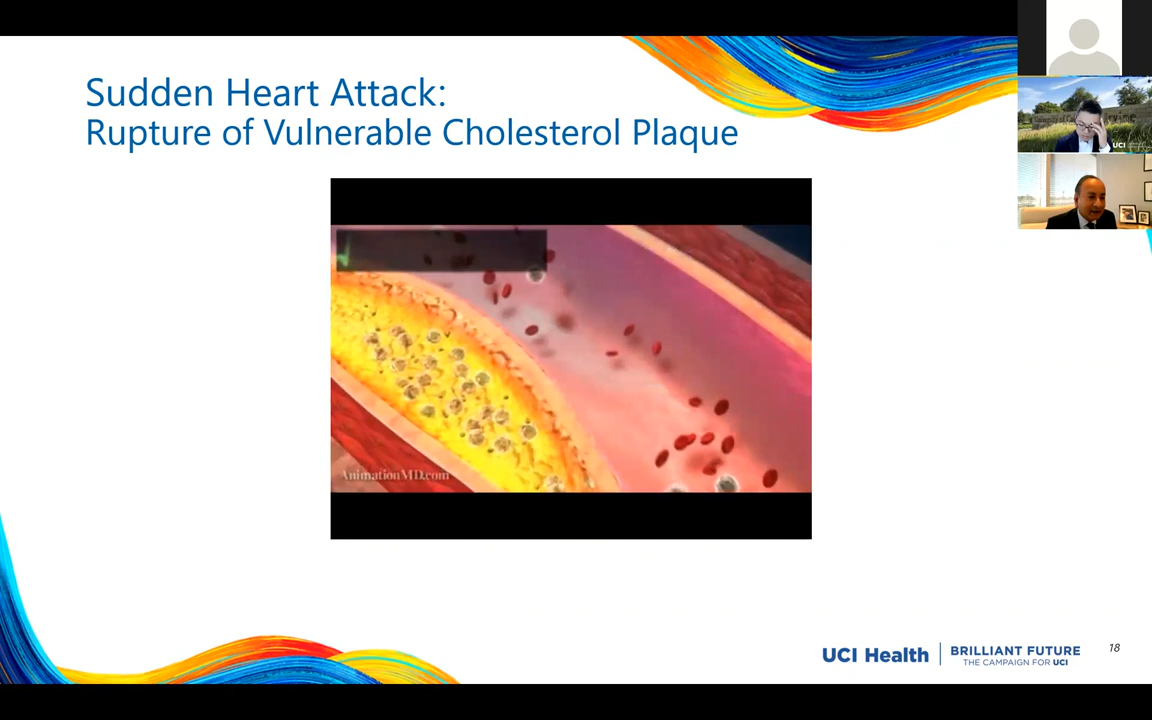 Sudden Heart Attack:
Rupture of Vulnerable Cholesterol Plaque
AnimationMD.com
UCI Health
BRILLIANT FUTURE
THE CAMPAIGN FOR UCI
18
UCI